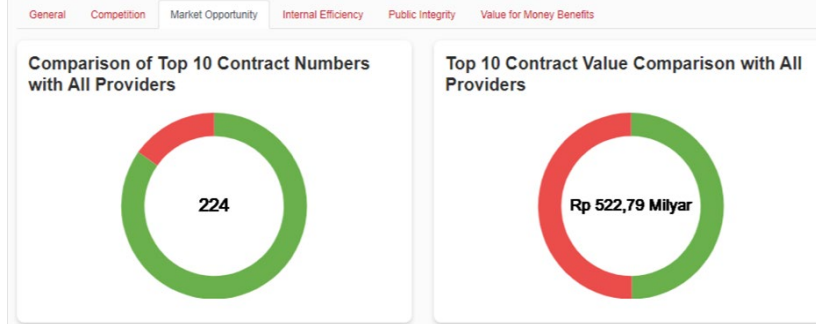 General Competition Market Opportunity Internal Efficiency Public Integrity Value for Money Benefits
Comparison of Top 10 Contract Numbers
with All Providers
224
Top 10 Contract Value Comparison with All
Providers
Rp 522,79 Milyar